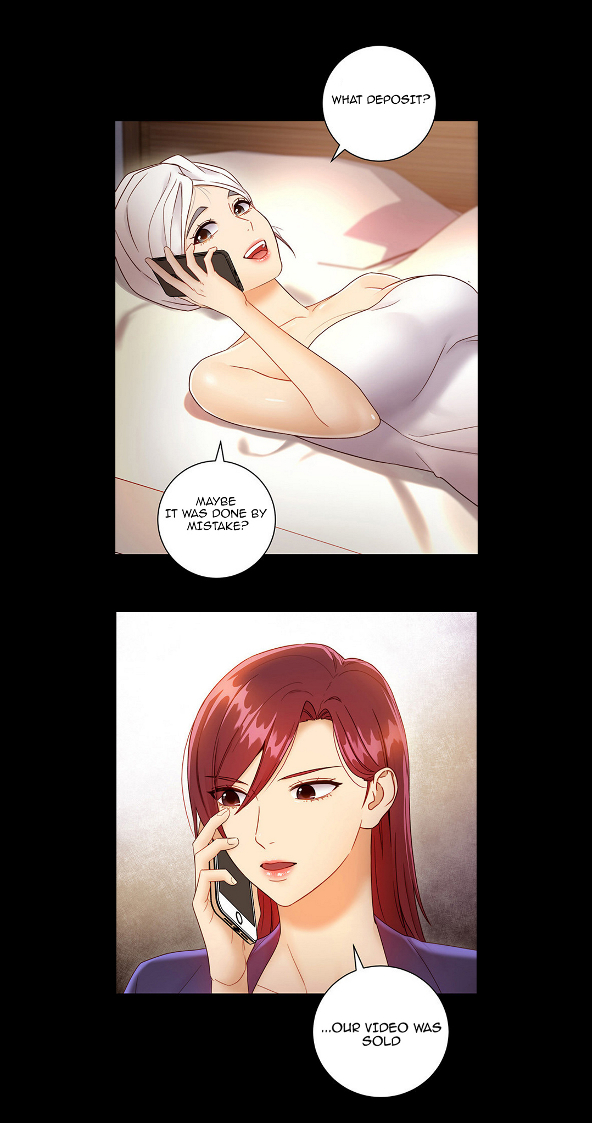 WHAT DEPOSIT?
MAYBE
IT WAS DONE BY
MISTAKE?
...OUR VIDEO WAS
SOLD